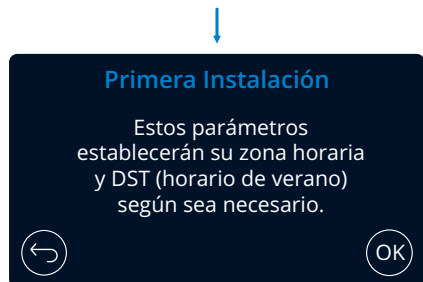 Primera Instalación
Estos parámetros
establecerán su zona horaria
y DST (horario de verano)
según sea necesario.
OK